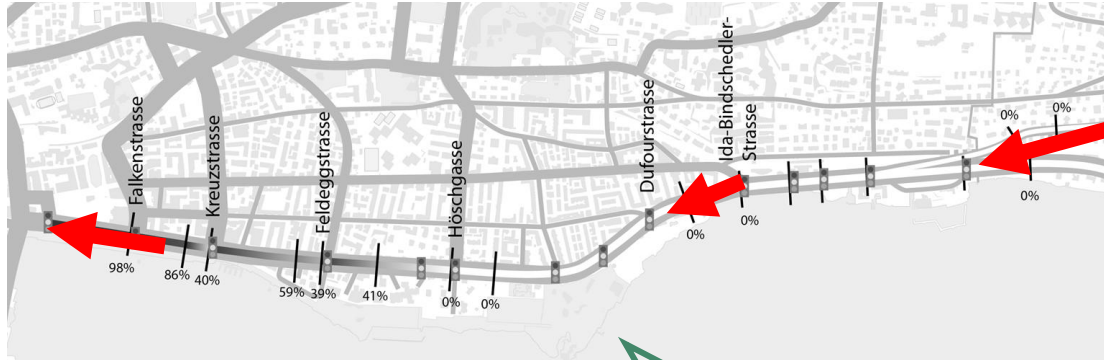 Falkenstrasse
Kreuzstrasse
Feldeggstrasse
Höschgasse
Dufourstrasse
Ida-Bindschedler-
Strasse
98%
86%
40%
59%
39%
41%
0%
0%
0%
0%
0%
0%
0%